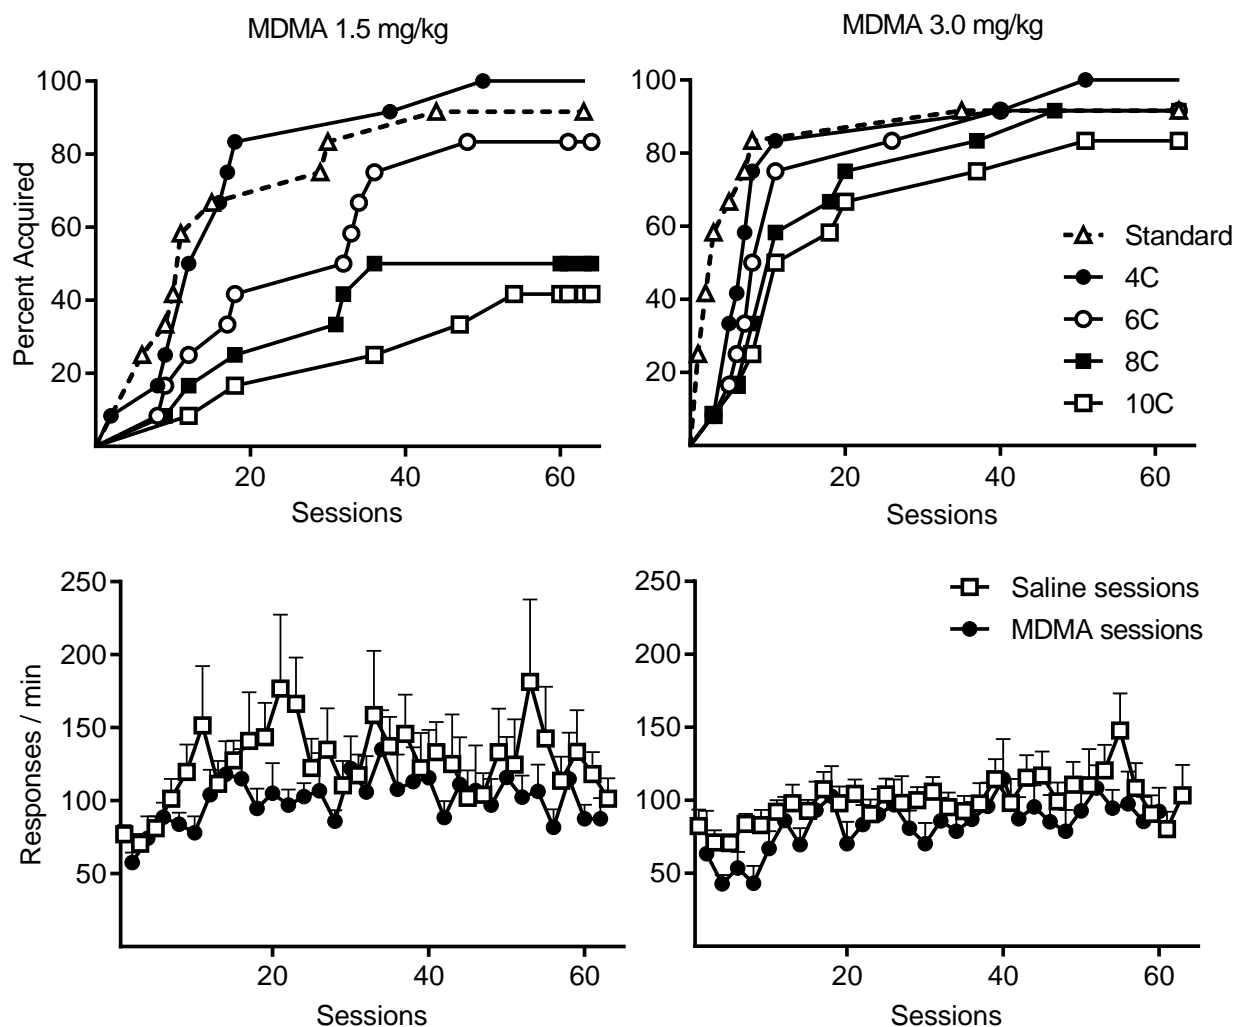 MDMA 1.5 mg/kg
MDMA 3.0 mg/kg
Percent Acquired
100
80
60
40
20
20 40 60
Sessions
100
80
60
40
20
20 40 60
Sessions
Standard
4C
6C
8C
10C
Responses / min
250
200
150
100
50
20 40 60
Sessions
250
200
150
100
50
20 40 60
Sessions
Saline sessions
MDMA sessions